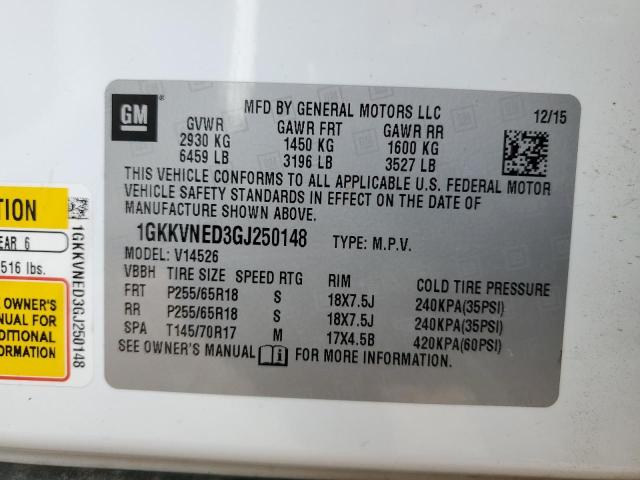 GM
®
MFD BY GENERAL MOTORS LLC 12/15
GVWR GAWR FRT GAWR RR
2930 KG 1450 KG 1600 KG
6459 LB 3196 LB 3527 LB
THIS VEHICLE CONFORMS TO ALL APPLICABLE U.S. FEDERAL MOTOR
VEHICLE SAFETY STANDARDS IN EFFECT ON THE DATE OF
MANUFACTURE SHOWN ABOVE.
1GKKVNED3GJ250148 TYPE: M.P.V.
MODEL: V14526
VBBH TIRE SIZE SPEED RTG RIM COLD TIRE PRESSURE
FRT P255/65R18 S 18X7.5J 240KPA(35PSI)
RR P255/65R18 S 18X7.5J 240KPA(35PSI)
SPA T145/70R17 M 17X4.5B 420KPA(60PSI)
SEE OWNER'S MANUAL i FOR MORE INFORMATION.
TION
EAR 6
516 lbs.
E OWNER'S
NUAL FOR
DITIONAL
FORMATION
1GKKVNED3GJ250148